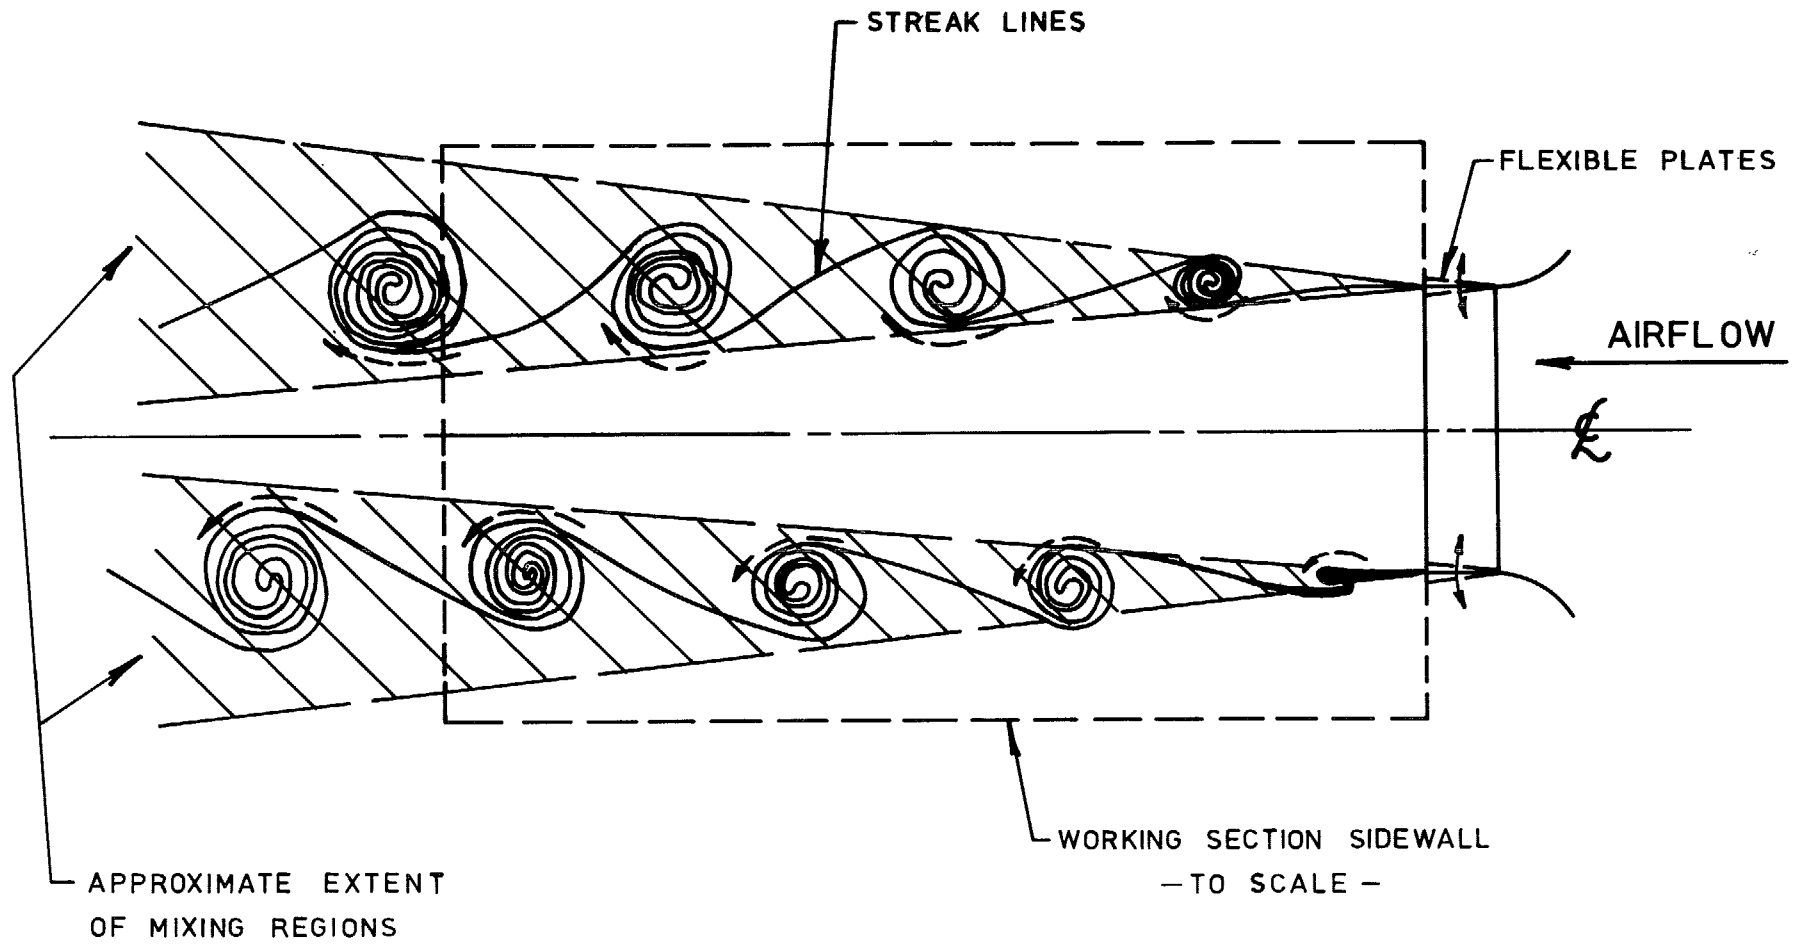 STREAK LINES
FLEXIBLE PLATES
AIRFLOW
℄
WORKING SECTION SIDEWALL
— TO SCALE —
APPROXIMATE EXTENT
OF MIXING REGIONS